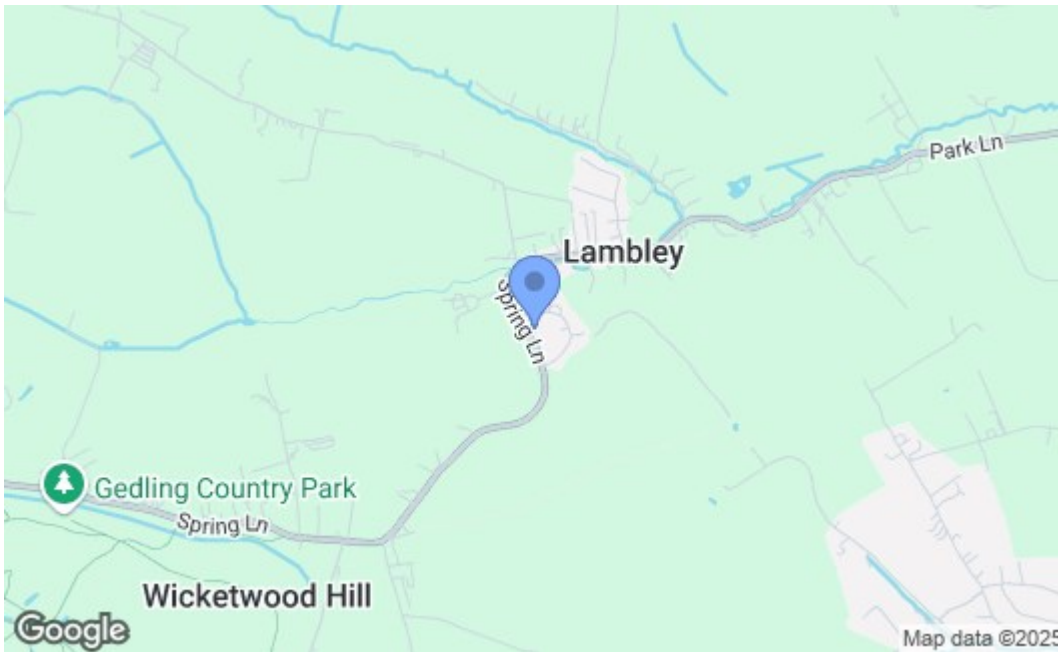 Park Ln
Lambley
Spring Ln
Gedling Country Park
Spring Ln
Wicketwood Hill
Google
Map data ©2025